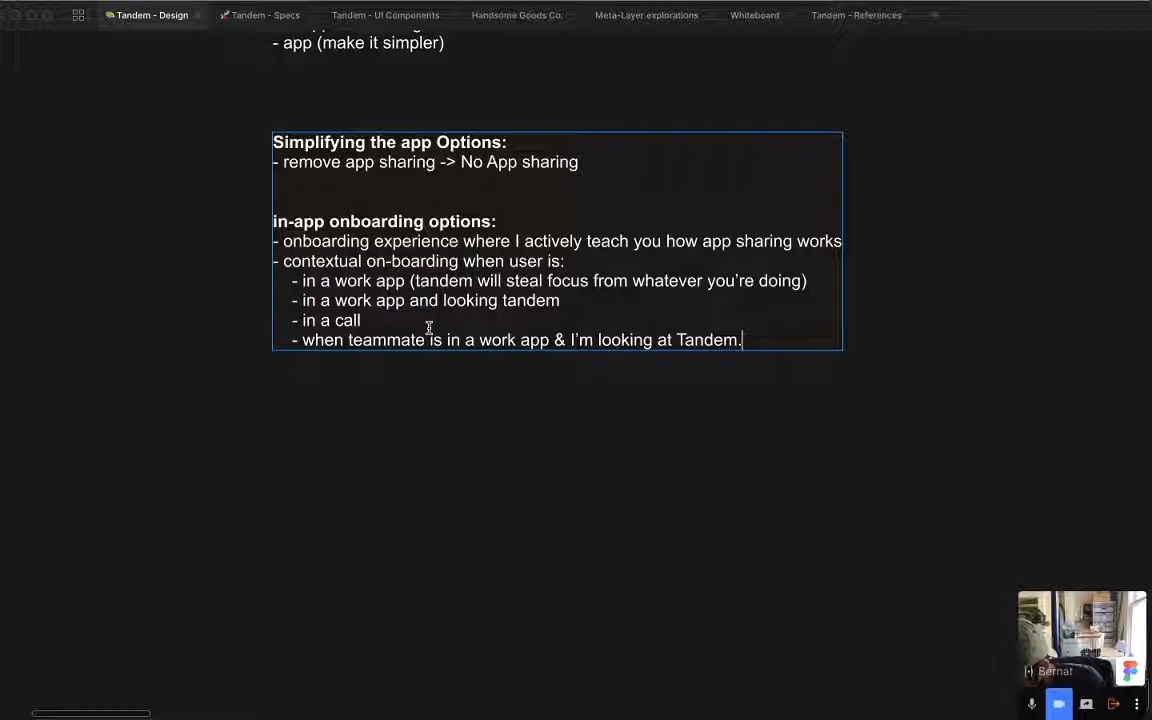 Tandem - Design
Tandem - Specs
Tandem - UI Components
Handsome Goods Co.
Meta-Layer explorations
Whiteboard
Tandem - References
- app (make it simpler)
Simplifying the app Options:
- remove app sharing -> No App sharing
in-app onboarding options:
- onboarding experience where I actively teach you how app sharing works
- contextual on-boarding when user is:
- in a work app (tandem will steal focus from whatever you’re doing)
- in a work app and looking tandem
- in a call
- when teammate is in a work app & I’m looking at Tandem.
Bernat